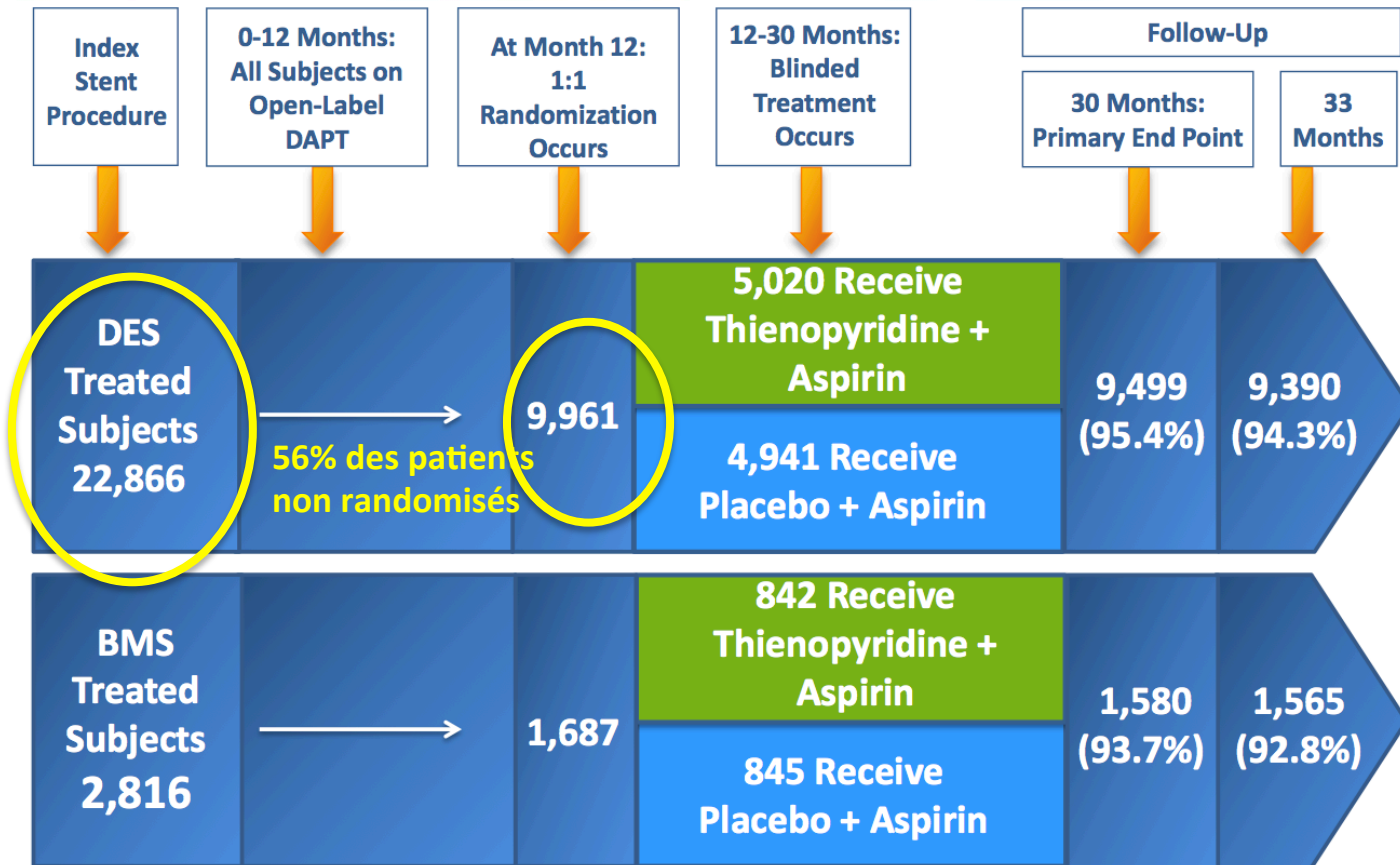 Index
Stent
Procedure
0-12 Months:
All Subjects on
Open-Label
DAPT
At Month 12:
1:1
Randomization
Occurs
12-30 Months:
Blinded
Treatment
Occurs
Follow-Up
30 Months:
Primary End Point
33
Months
DES
Treated
Subjects
22,866
56% des patients
non randomisés
9,961
5,020 Receive
Thienopyridine +
Aspirin
4,941 Receive
Placebo + Aspirin
9,499
(95.4%)
9,390
(94.3%)
BMS
Treated
Subjects
2,816
1,687
842 Receive
Thienopyridine +
Aspirin
845 Receive
Placebo + Aspirin
1,580
(93.7%)
1,565
(92.8%)